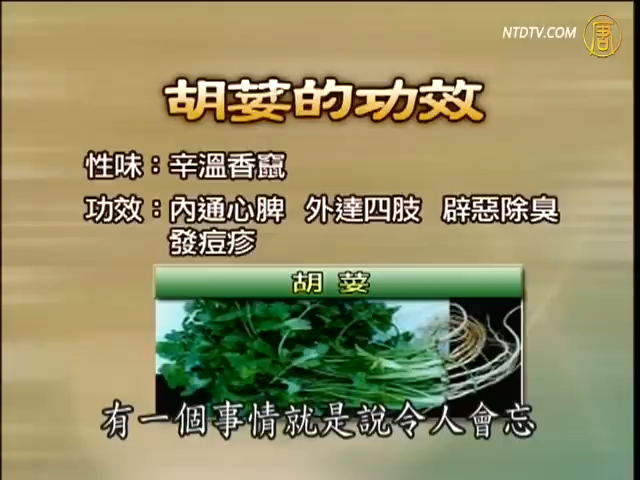 NTDTV.COM
唐
胡荽的功效
性味：辛溫香竄
功效：內通心脾 外達四肢 辟惡除臭
發痘疹
胡荽
有一個事情就是說令人會忘